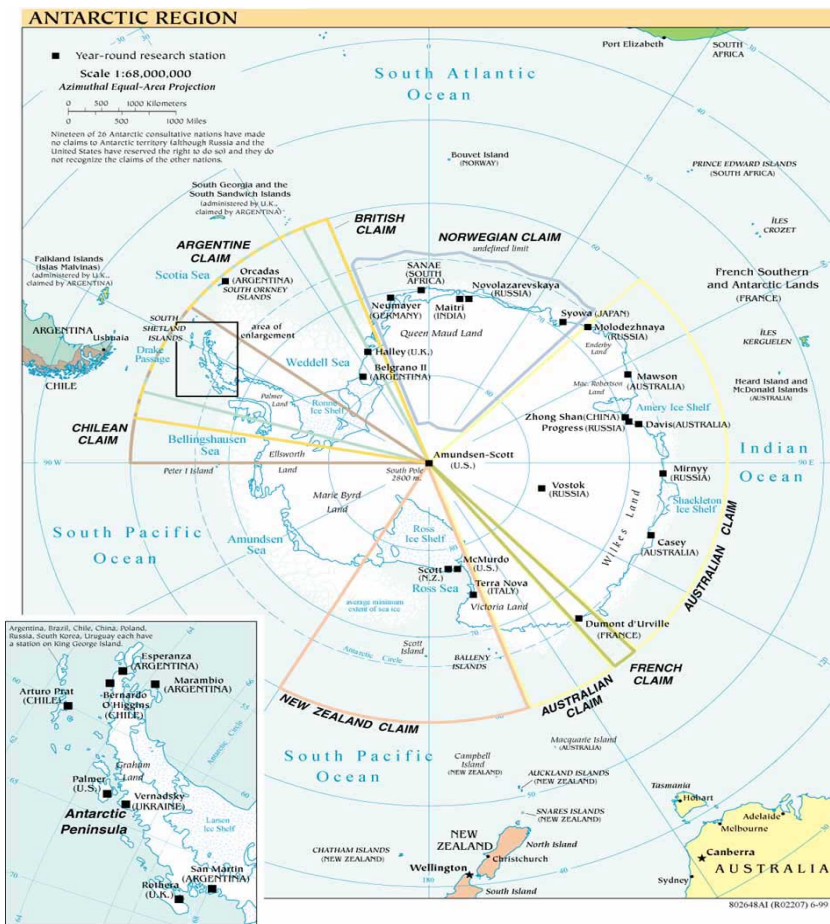 ANTARCTIC REGION
Year-round research station
Scale 1:68,000,000
Azimuthal Equal-Area Projection
0 500 1000 Kilometers
0 500 1000 Miles
Nineteen of 26 Antarctic consultative nations have made
no claims to Antarctic territory (although Russia and the
United States have reserved the right to do so) and they do
not recognize the claims of the other nations.
Port Elizabeth
SOUTH
AFRICA
South Atlantic
Ocean
Bouvet Island
(NORWAY)
PRINCE EDWARD ISLANDS
(SOUTH AFRICA)
ÎLES
CROZET
French Southern
and Antarctic Lands
(FRANCE)
ÎLES
KERGUELEN
Heard Island and
McDonald Islands
(AUSTRALIA)
South Georgia and the
South Sandwich Islands
(administered by U.K.,
claimed by ARGENTINA)
BRITISH
CLAIM
ARGENTINE
CLAIM
NORWEGIAN CLAIM
undefined limit
Falkland Islands
(Islas Malvinas)
(administered by U.K.,
claimed by ARGENTINA)
Scotia Sea
Orcadas
(ARGENTINA)
SOUTH ORKNEY
ISLANDS
SOUTH
SHETLAND
ISLANDS
area of
enlargement
ARGENTINA
Ushuaia
CHILE
Drake
Passage
SANAE
(SOUTH
AFRICA)
Neumayer
(GERMANY)
Maitri
(INDIA)
Novolazarevskaya
(RUSSIA)
Syowa (JAPAN)
Molodezhnaya
(RUSSIA)
Queen Maud Land
Enderby
Land
Weddell Sea
Halley (U.K.)
Belgrano II
(ARGENTINA)
Mawson
(AUSTRALIA)
Mac. Robertson
Land
Amery Ice Shelf
Zhong Shan(CHINA)
Progress (RUSSIA)
Davis(AUSTRALIA)
Palmer
Land
Ronne
Ice Shelf
CHILEAN
CLAIM
Bellingshausen
Sea
Ellsworth
Land
90 W
Peter I Island
South Pole
2800 m.
Amundsen-Scott
(U.S.)
Vostok
(RUSSIA)
Mirnyy
(RUSSIA)
90 E
Indian
Ocean
Shackleton
Ice Shelf
Wilkes Land
Casey
(AUSTRALIA)
AUSTRALIAN CLAIM
Marie Byrd
Land
Amundsen
Sea
South Pacific
Ocean
Ross
Ice Shelf
80
McMurdo
(U.S.)
Scott
(N.Z.)
Ross Sea
Terra Nova
(ITALY)
Victoria Land
Dumont d'Urville
(FRANCE)
average minimum
extent of sea ice
70
Antarctic Circle
Scott
Island
BALLENY
ISLANDS
FRENCH
CLAIM
AUSTRALIAN
CLAIM
NEW ZEALAND CLAIM
South Pacific
Ocean
Macquarie Island
(AUSTRALIA)
Campbell
Island
(NEW ZEALAND)
AUCKLAND ISLANDS
(NEW ZEALAND)
50
SNARES ISLANDS
(NEW ZEALAND)
CHATHAM ISLANDS
(NEW ZEALAND)
NEW
ZEALAND
North Island
Christchurch
Wellington
South Island
180
40
Tasmania
Hobart
Adelaide
Melbourne
Canberra
AUSTRALIA
Sydney
Argentina, Brazil, Chile, China, Poland,
Russia, South Korea, Uruguay each have
a station on King George Island.
Esperanza
(ARGENTINA)
Marambio
(ARGENTINA)
Arturo Prat
(CHILE)
Bernardo
O'Higgins
(CHILE)
Graham
Land
Antarctic Circle
Palmer
(U.S.)
Vernadsky
(UKRAINE)
Antarctic
Peninsula
Larsen
Ice Shelf
San Martin
(ARGENTINA)
Rothera
(U.K.)
802648AI (R02207) 6-99